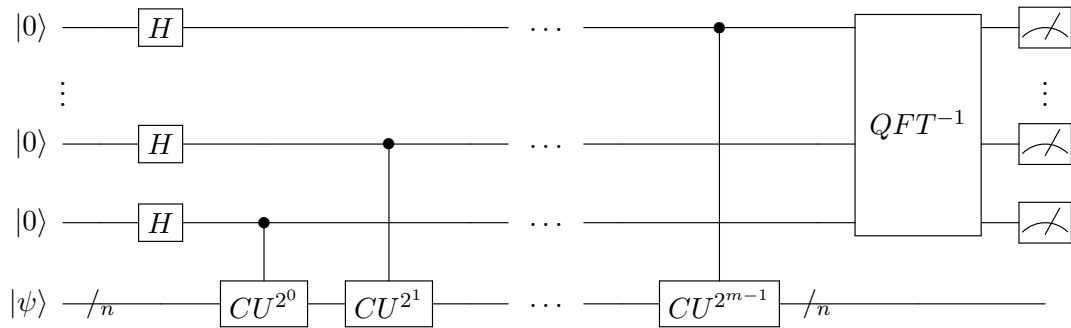 |0⟩ H ⋯
⋮ ⋮
|0⟩ H ⋯ QFT⁻¹
|0⟩ H ⋯
|ψ⟩ /n CU^{2^0} CU^{2^1} ⋯ CU^{2^{m-1}} /n